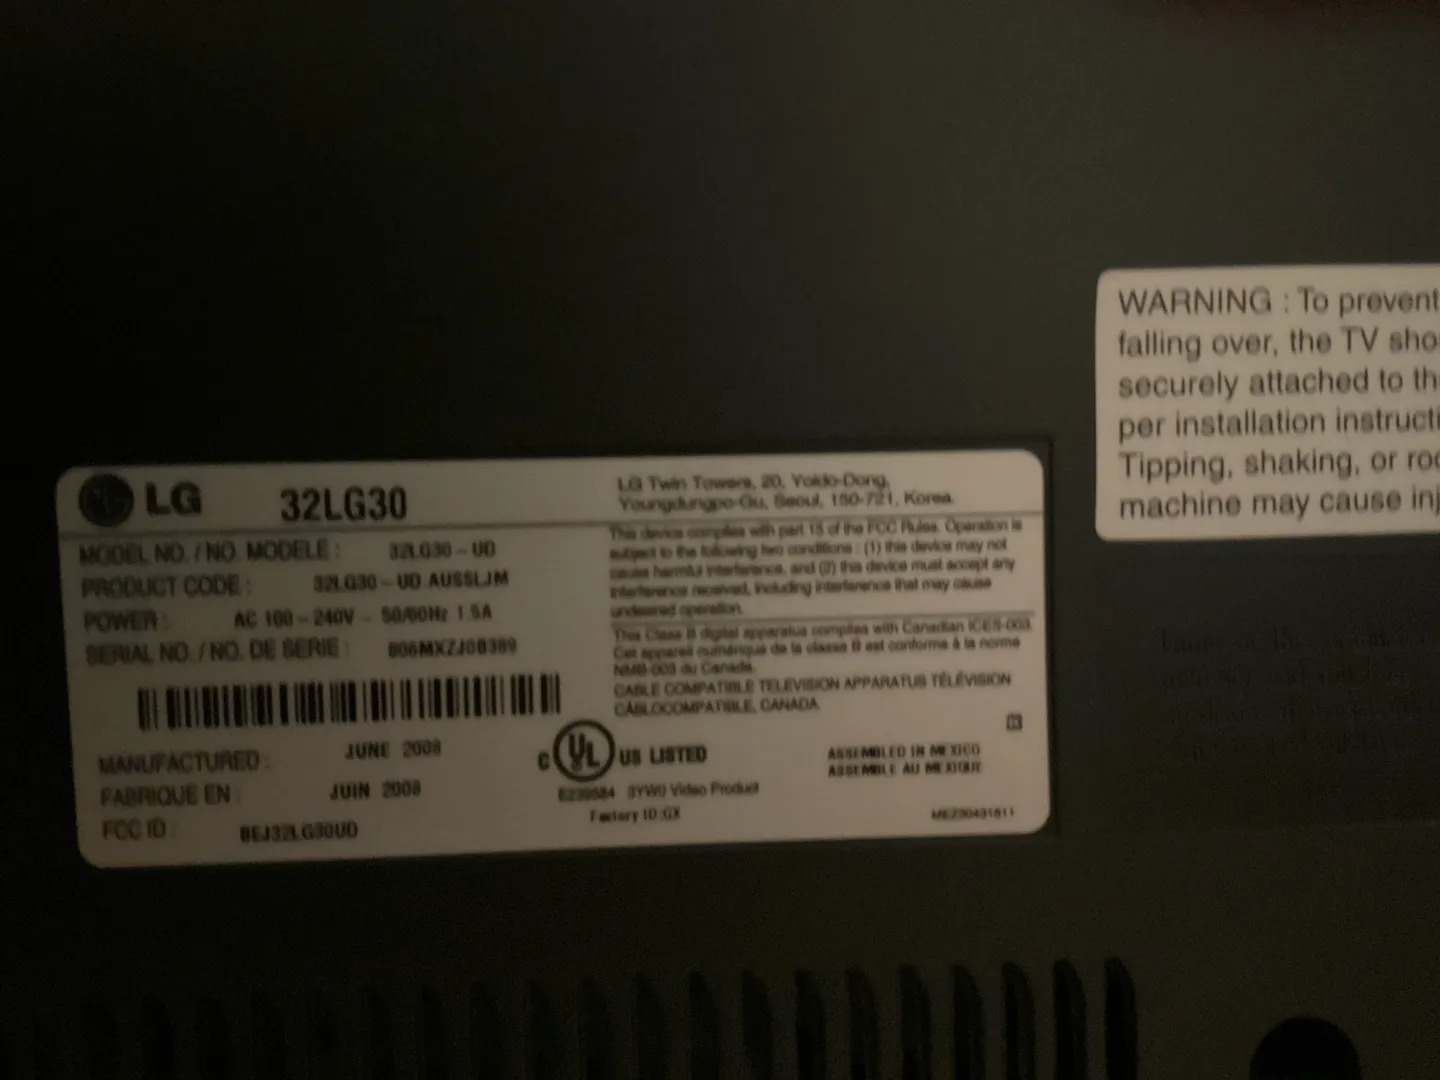 LG 32LG30
LG Twin Towers, 20, Yoido-Dong,
Youngdungpo-Gu, Seoul, 150-721, Korea.
MODEL NO. / NO. MODELE : 32LG30 - UD
PRODUCT CODE : 32LG30 - UD AUSSLJM
POWER : AC 100 - 240V ~ 50/60Hz 1.5A
SERIAL NO. / NO. DE SERIE : 806MXZJ0B389
MANUFACTURED : JUNE 2008
FABRIQUE EN : JUIN 2008
FCC ID : BEJ32LG30UD
This device complies with part 15 of the FCC Rules. Operation is
subject to the following two conditions : (1) this device may not
cause harmful interference, and (2) this device must accept any
interference received, including interference that may cause
undesired operation.
This Class B digital apparatus complies with Canadian ICES-003.
Cet appareil numérique de la classe B est conforme à la norme
NMB-003 du Canada.
CABLE COMPATIBLE TELEVISION APPARATUS TÉLÉVISION
CÂBLOCOMPATIBLE, CANADA
C UL US LISTED
E239584 3YW0 Video Product
Factory ID:GX
ASSEMBLED IN MEXICO
ASSEMBLE AU MEXIQUE
WARNING : To prevent
falling over, the TV sho
securely attached to th
per installation instructi
Tipping, shaking, or roc
machine may cause inj